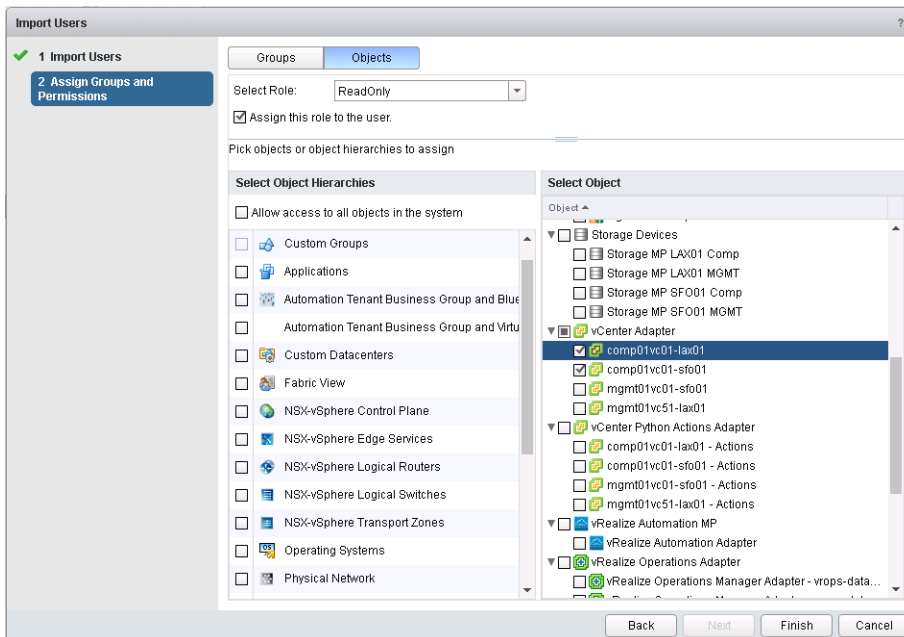 Import Users
?
1 Import Users
2 Assign Groups and
Permissions
Groups
Objects
Select Role:
ReadOnly
Assign this role to the user.
Pick objects or object hierarchies to assign
Select Object Hierarchies
Allow access to all objects in the system
Custom Groups
Applications
Automation Tenant Business Group and Blue
Automation Tenant Business Group and Virtu
Custom Datacenters
Fabric View
NSX-vSphere Control Plane
NSX-vSphere Edge Services
NSX-vSphere Logical Routers
NSX-vSphere Logical Switches
NSX-vSphere Transport Zones
Operating Systems
Physical Network
Select Object
Object
Storage Devices
Storage MP LAX01 Comp
Storage MP LAX01 MGMT
Storage MP SFO01 Comp
Storage MP SFO01 MGMT
vCenter Adapter
comp01vc01-lax01
comp01vc01-sfo01
mgmt01vc01-sfo01
mgmt01vc51-lax01
vCenter Python Actions Adapter
comp01vc01-lax01 - Actions
comp01vc01-sfo01 - Actions
mgmt01vc01-sfo01 - Actions
mgmt01vc51-lax01 - Actions
vRealize Automation MP
vRealize Automation Adapter
vRealize Operations Adapter
vRealize Operations Manager Adapter - vrops-data...
Back
Next
Finish
Cancel